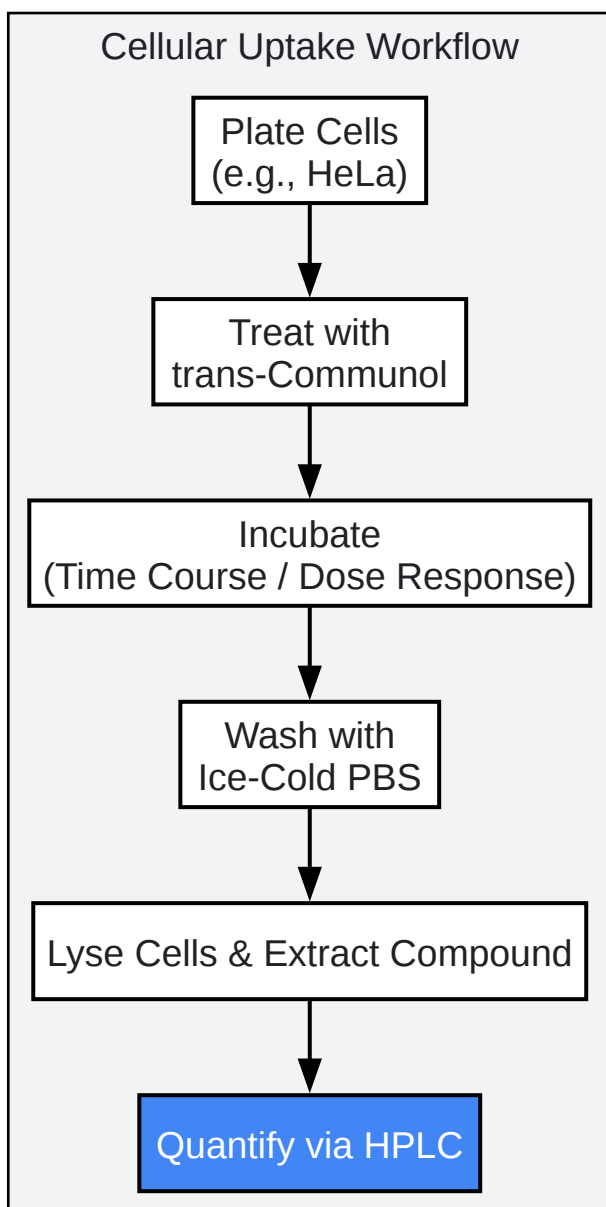 Cellular Uptake Workflow
Plate Cells
(e.g., HeLa)
Treat with
trans-Communol
Incubate
(Time Course / Dose Response)
Wash with
Ice-Cold PBS
Lyse Cells & Extract Compound
Quantify via HPLC